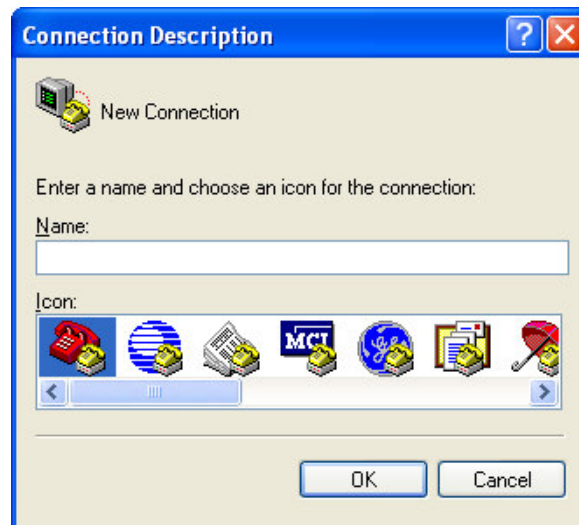 Connection Description
New Connection
Enter a name and choose an icon for the connection:
Name:
Icon:
MCI
OK
Cancel